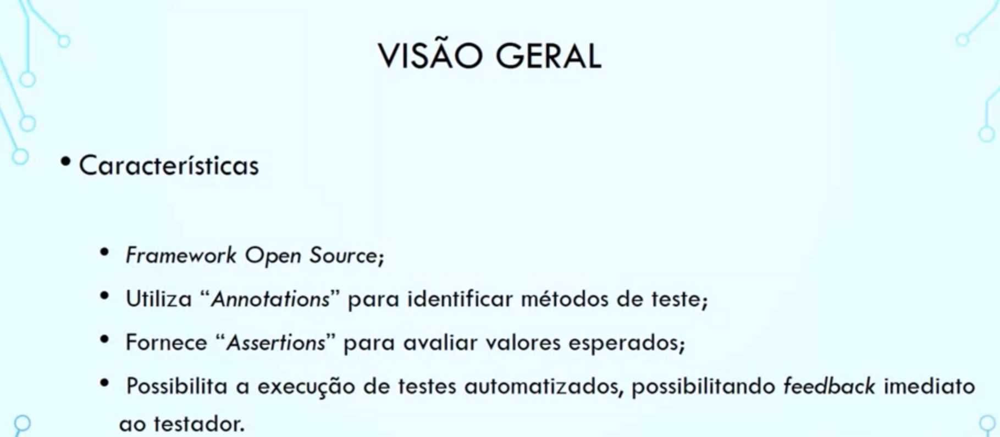 VISÃO GERAL
• Características
• Framework Open Source;
• Utiliza “Annotations” para identificar métodos de teste;
• Fornece “Assertions” para avaliar valores esperados;
• Possibilita a execução de testes automatizados, possibilitando feedback imediato
ao testador.